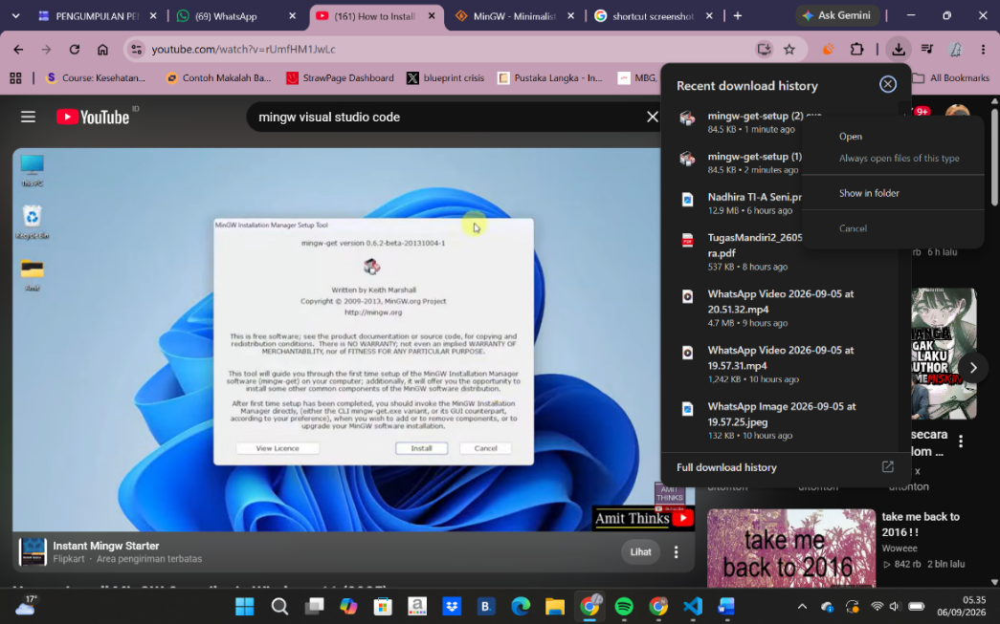 PENGUMPULAN PE
(69) WhatsApp
(161) How to Install
MinGW - Minimalist
shortcut screenshot
Ask Gemini
youtube.com/watch?v=rUmfHM1JwLc
Course: Kesehatan...
Contoh Makalah Ba...
StrawPage Dashboard
blueprint crisis
Pustaka Langka - In...
MBG,
All Bookmarks
YouTube ID
mingw visual studio code
9+
Recent download history
mingw-get-setup (2).exe
84.5 KB • 1 minute ago
mingw-get-setup (1)
84.5 KB • 2 minutes ago
Nadhira TI-A Seni.pr
12.9 MB • 6 hours ago
TugasMandiri2_2605
ra.pdf
537 KB • 8 hours ago
WhatsApp Video 2026-09-05 at
20.51.32.mp4
4.7 MB • 9 hours ago
WhatsApp Video 2026-09-05 at
19.57.31.mp4
1,242 KB • 10 hours ago
WhatsApp Image 2026-09-05 at
19.57.25.jpeg
132 KB • 10 hours ago
Full download history
Open
Always open files of this type
Show in folder
Cancel
This PC
Recycle Bin
Amit
MinGW Installation Manager Setup Tool
mingw-get version 0.6.2-beta-20131004-1
Written by Keith Marshall
Copyright © 2009-2013, MinGW.org Project
http://mingw.org
This is free software; see the product documentation or source code, for copying and
redistribution conditions. There is NO WARRANTY; not even an implied WARRANTY OF
MERCHANTABILITY, nor of FITNESS FOR ANY PARTICULAR PURPOSE.
This tool will guide you through the first time setup of the MinGW Installation Manager
software (mingw-get) on your computer; additionally, it will offer you the opportunity to
install some other common components of the MinGW software distribution.
After first time setup has been completed, you should invoke the MinGW Installation
Manager directly, (either the CLI mingw-get.exe variant, or its GUI counterpart,
according to your preference), when you wish to add or to remove components, or to
upgrade your MinGW software installation.
View Licence
Install
Cancel
AMIT
THINKS
Amit Thinks
rb 6 h lalu
MANGA
GAK
LAKU
AUTHOR
MEMISKIN
secara
lom ...
x
urtonton
Instant Mingw Starter
Flipkart · Area pengiriman terbatas
Lihat
take me
back to 2016
take me back to
2016 ! !
Woweee
842 rb 2 bln lalu
17°
05.35
06/09/2026